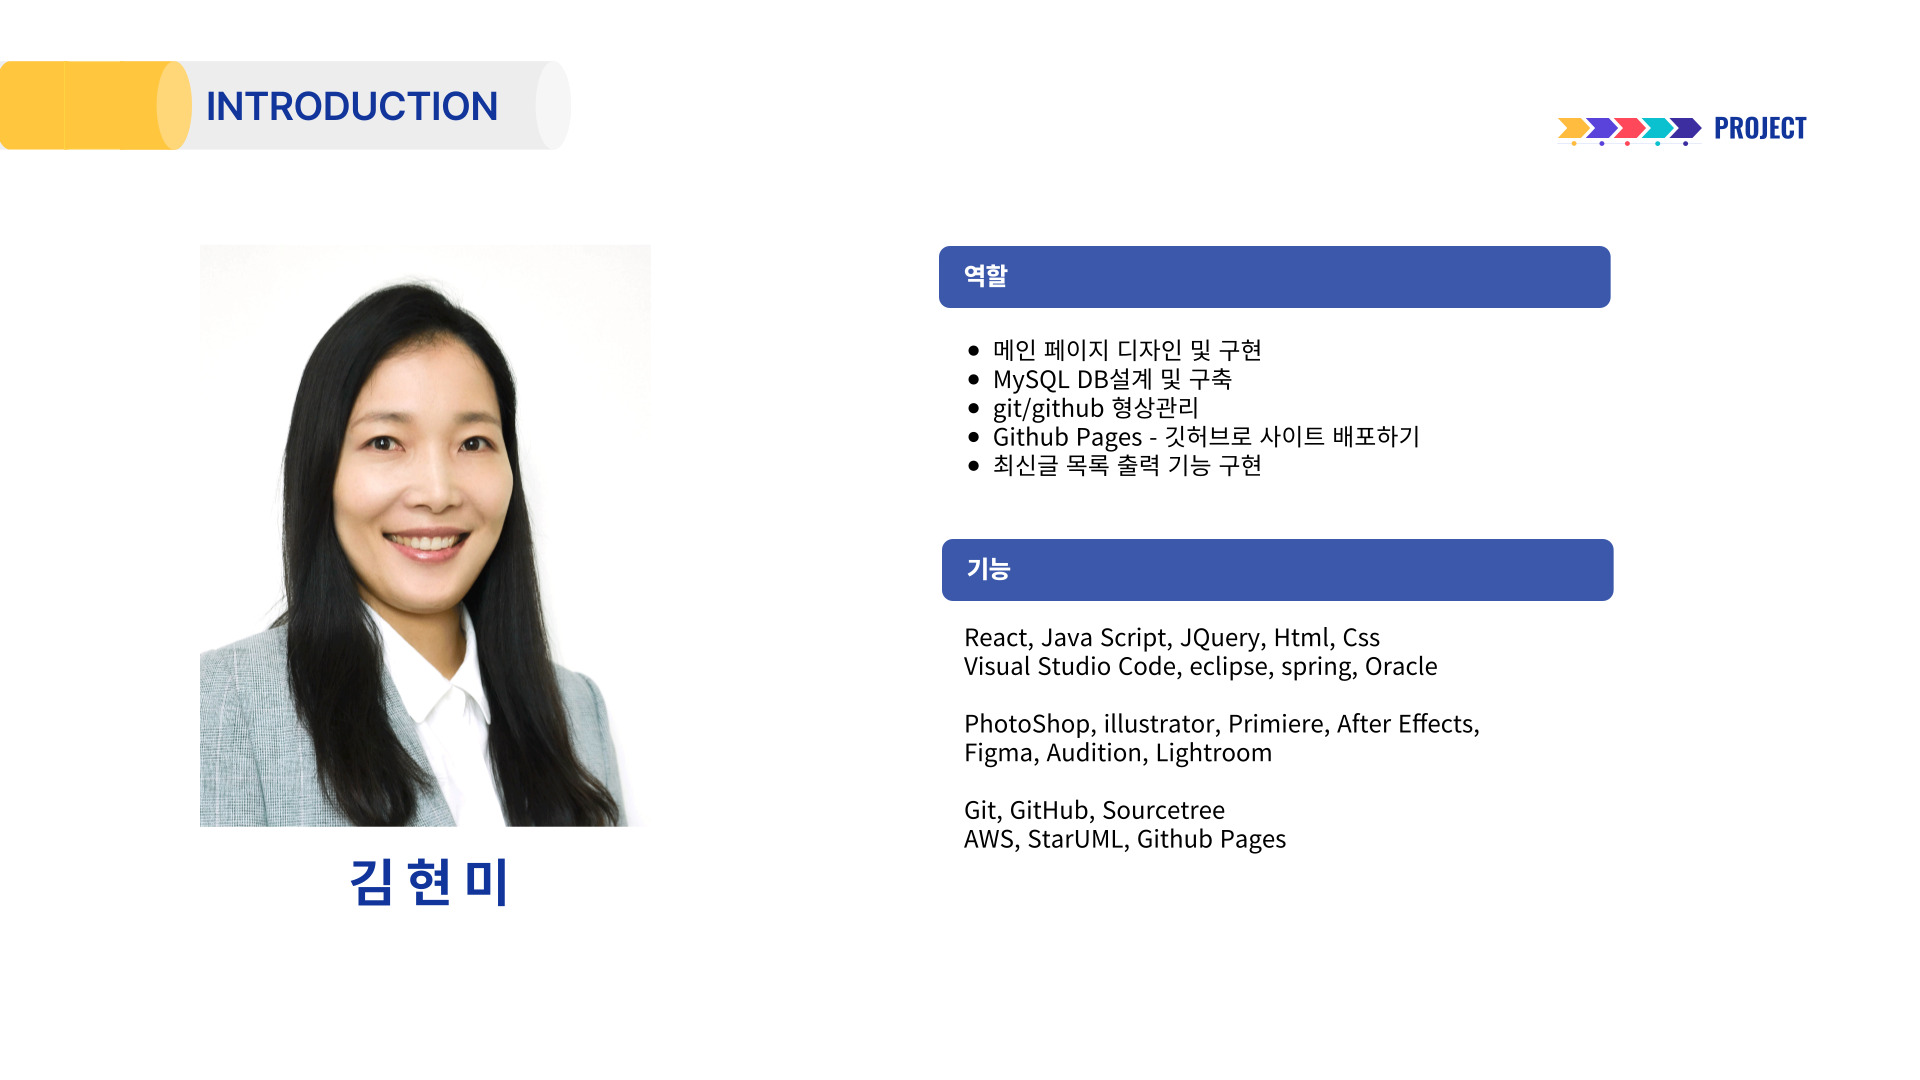 INTRODUCTION
PROJECT
역할
메인 페이지 디자인 및 구현
MySQL DB설계 및 구축
git/github 형상관리
Github Pages - 깃허브로 사이트 배포하기
최신글 목록 출력 기능 구현
기능
React, Java Script, JQuery, Html, Css
Visual Studio Code, eclipse, spring, Oracle
PhotoShop, illustrator, Primiere, After Effects,
Figma, Audition, Lightroom
Git, GitHub, Sourcetree
AWS, StarUML, Github Pages
김 현 미